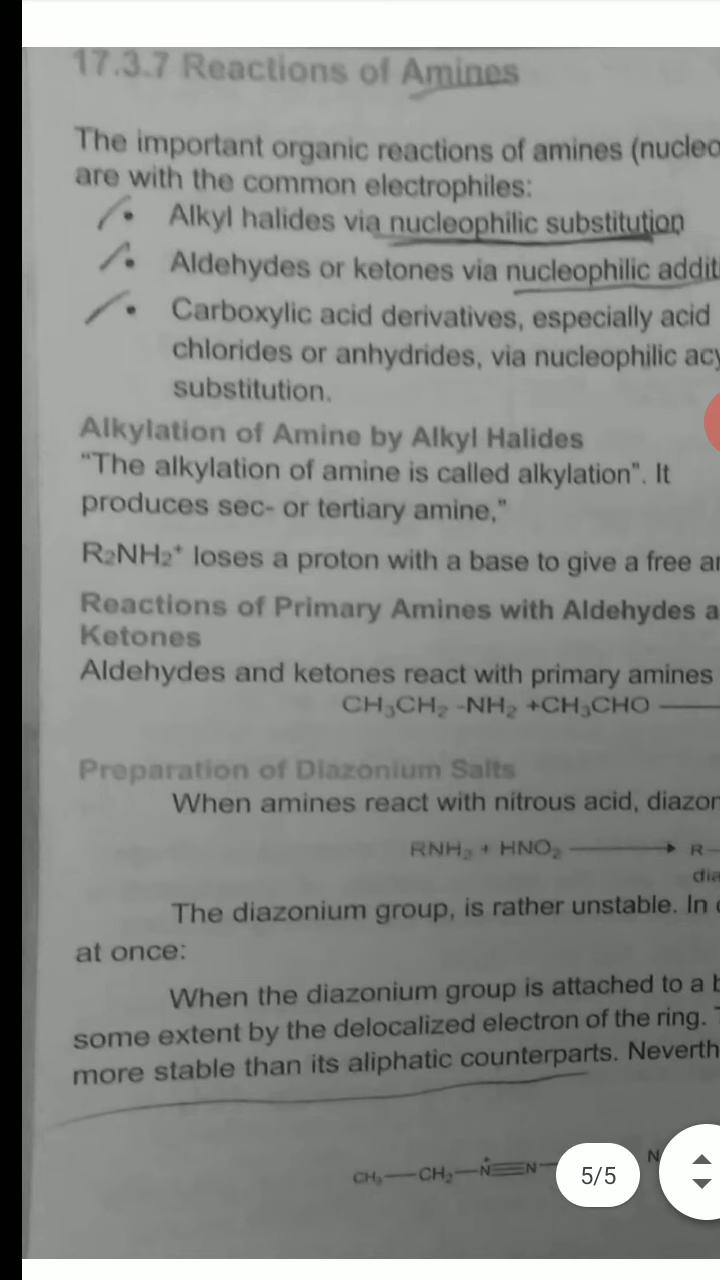 17.3.7 Reactions of Amines
The important organic reactions of amines (nucleo
are with the common electrophiles:
• Alkyl halides via nucleophilic substitution
• Aldehydes or ketones via nucleophilic addit
• Carboxylic acid derivatives, especially acid
chlorides or anhydrides, via nucleophilic acy
substitution.
Alkylation of Amine by Alkyl Halides
“The alkylation of amine is called alkylation”. It
produces sec- or tertiary amine,”
R₂NH₂⁺ loses a proton with a base to give a free a
Reactions of Primary Amines with Aldehydes a
Ketones
Aldehydes and ketones react with primary amines
CH₃CH₂ -NH₂ +CH₃CHO
Preparation of Diazonium Salts
When amines react with nitrous acid, diazon
RNH₂ + HNO₂ → R—
dia
The diazonium group, is rather unstable. In
at once:
When the diazonium group is attached to a b
some extent by the delocalized electron of the ring.
more stable than its aliphatic counterparts. Neverth
CH₃—CH₂—N≡N— N
5/5